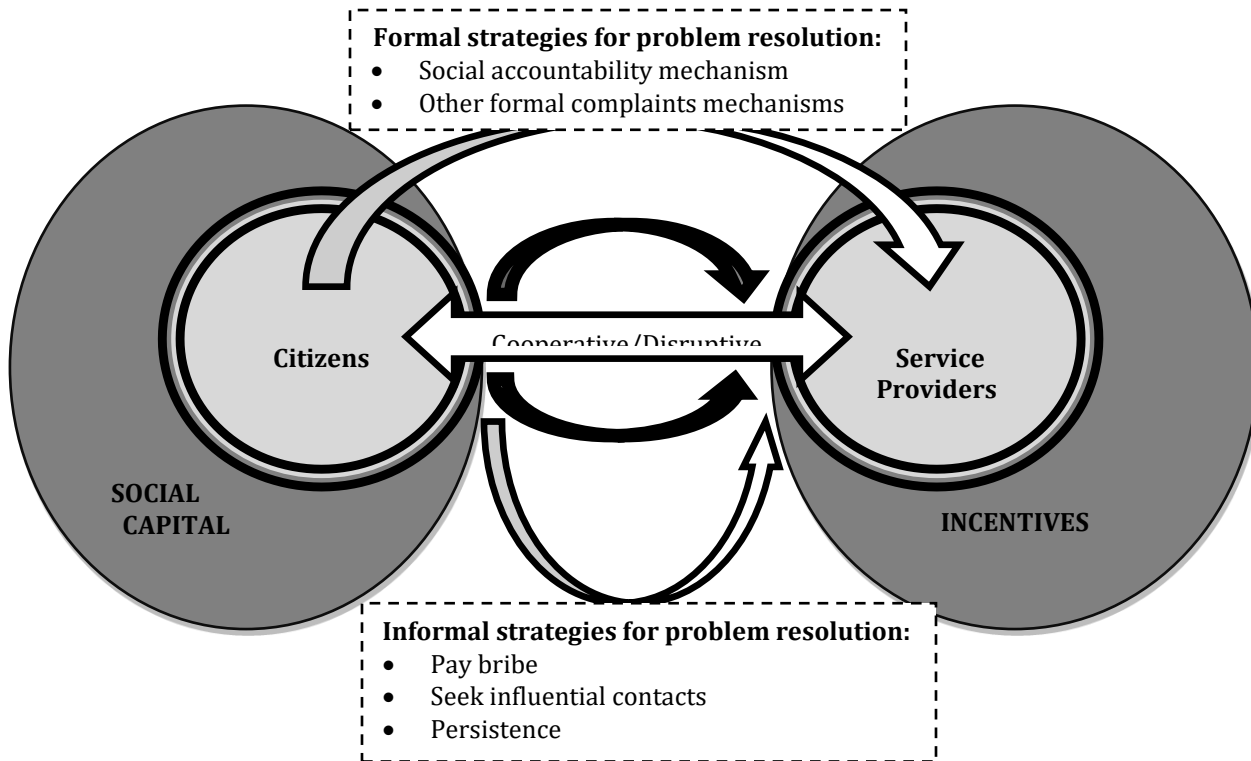 Formal strategies for problem resolution:
• Social accountability mechanism
• Other formal complaints mechanisms
Cooperative/Disruptive
Citizens
Service
Providers
SOCIAL
CAPITAL
INCENTIVES
Informal strategies for problem resolution:
• Pay bribe
• Seek influential contacts
• Persistence